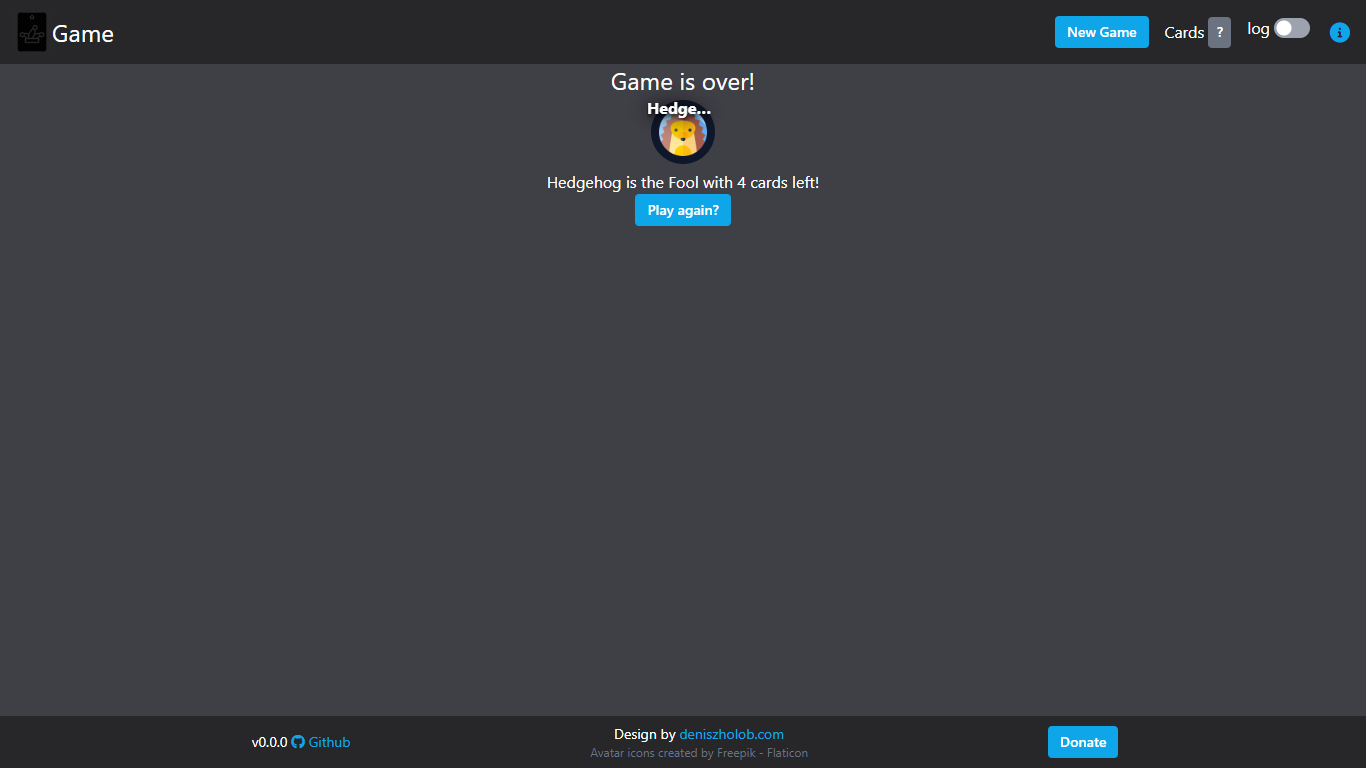 Game
New Game Cards ? log
Game is over!
Hedge...
Hedgehog is the Fool with 4 cards left!
Play again?
v0.0.0 Github
Design by deniszholob.com
Avatar icons created by Freepik - Flaticon
Donate